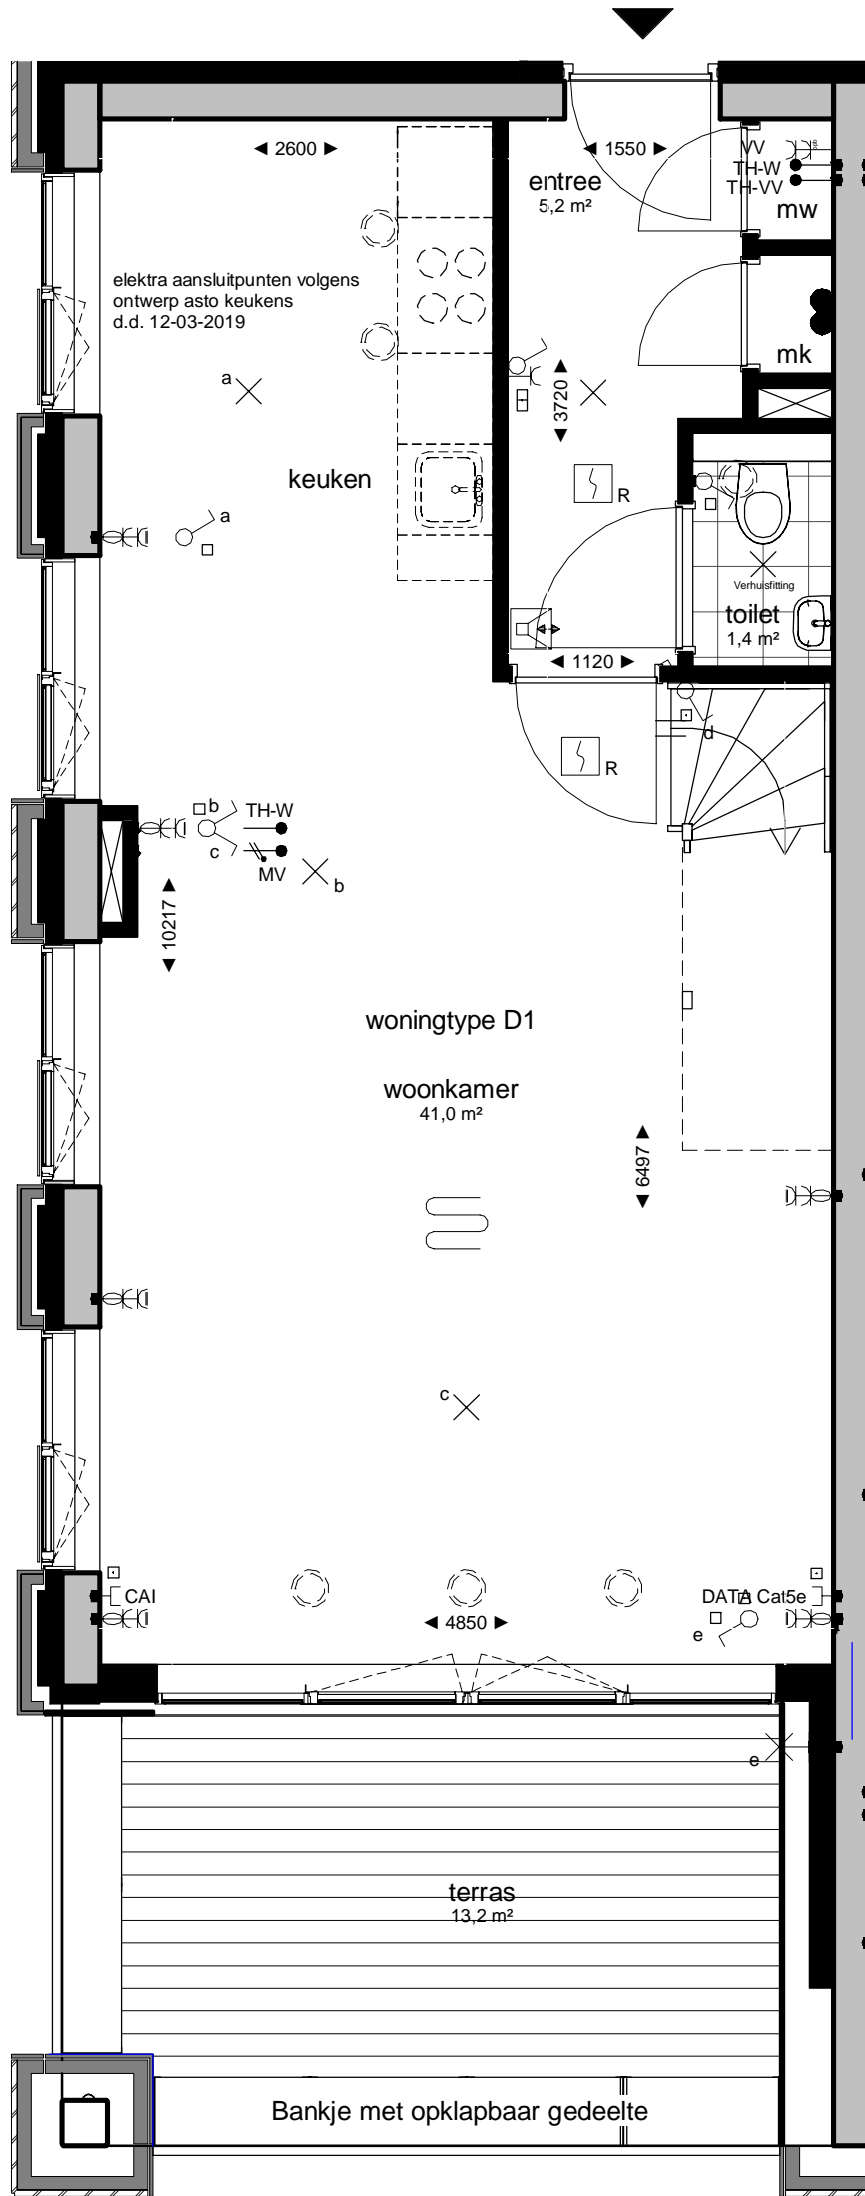 2600
1550
VV
TH-W
TH-VV
entree
5,2 m²
mw
elektra aansluitpunten volgens
ontwerp asto keukens
d.d. 12-03-2019
mk
a
3720
keuken
R
a
Verhuisfitting
toilet
1,4 m²
1120
d
R
b
TH-W
c
MV
b
10217
woningtype D1
woonkamer
41,0 m²
6497
c
CAI
DATA Cat5e
4850
e
e
terras
13,2 m²
Bankje met opklapbaar gedeelte